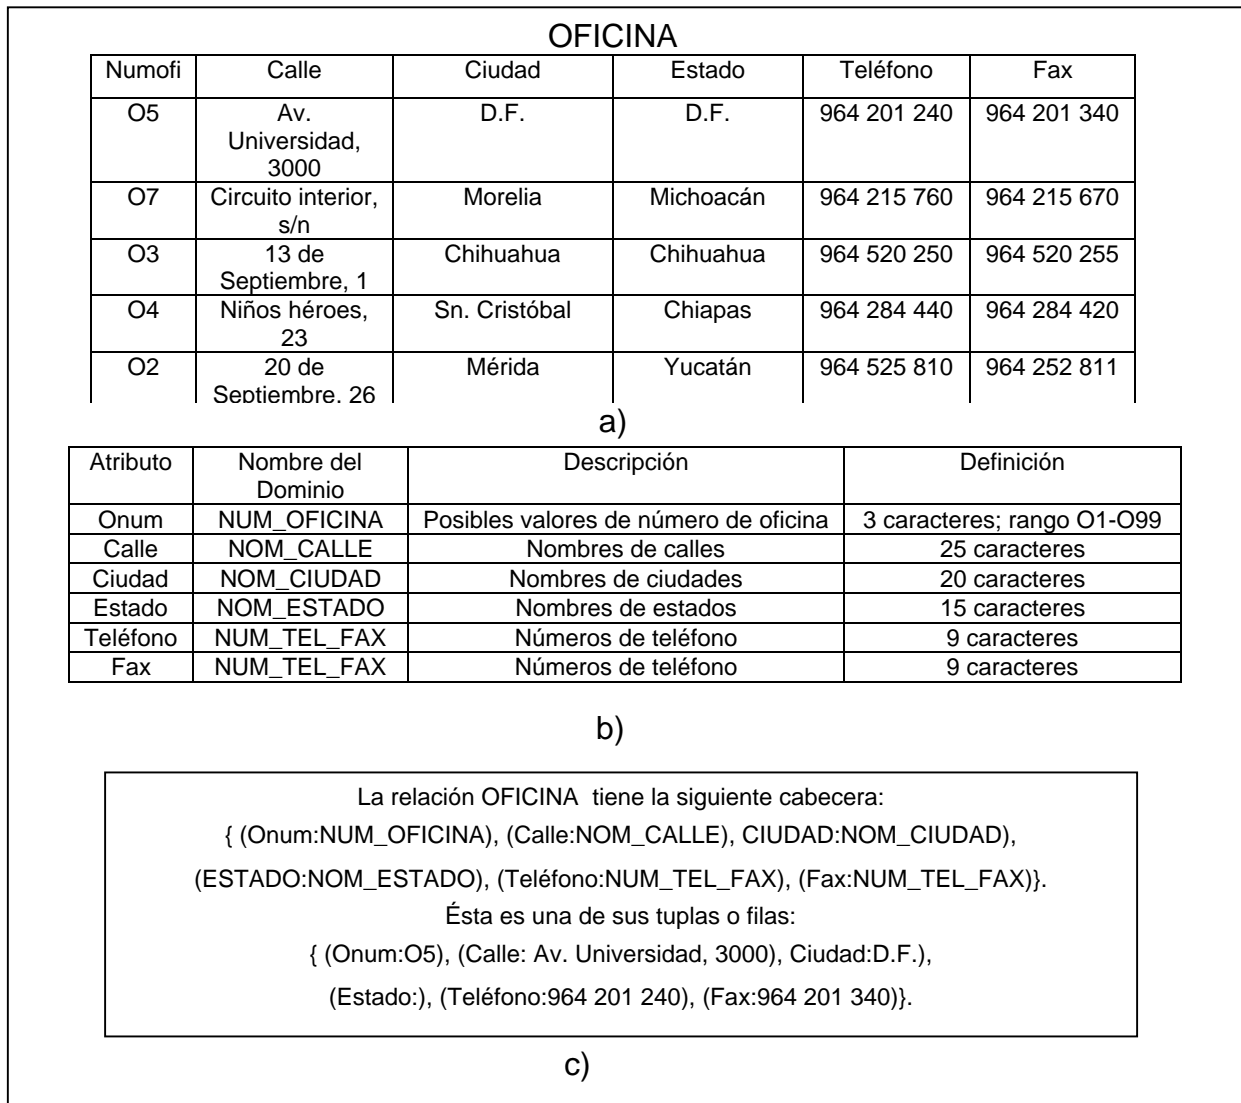 OFICINA
Numofi Calle Ciudad Estado Teléfono Fax
O5 Av. Universidad, 3000 D.F. D.F. 964 201 240 964 201 340
O7 Circuito interior, s/n Morelia Michoacán 964 215 760 964 215 670
O3 13 de Septiembre, 1 Chihuahua Chihuahua 964 520 250 964 520 255
O4 Niños héroes, 23 Sn. Cristóbal Chiapas 964 284 440 964 284 420
O2 20 de Septiembre, 26 Mérida Yucatán 964 525 810 964 252 811
a)
Atributo Nombre del Dominio Descripción Definición
Onum NUM_OFICINA Posibles valores de número de oficina 3 caracteres; rango O1-O99
Calle NOM_CALLE Nombres de calles 25 caracteres
Ciudad NOM_CIUDAD Nombres de ciudades 20 caracteres
Estado NOM_ESTADO Nombres de estados 15 caracteres
Teléfono NUM_TEL_FAX Números de teléfono 9 caracteres
Fax NUM_TEL_FAX Números de teléfono 9 caracteres
b)
La relación OFICINA tiene la siguiente cabecera:
{ (Onum:NUM_OFICINA), (Calle:NOM_CALLE), CIUDAD:NOM_CIUDAD),
(ESTADO:NOM_ESTADO), (Teléfono:NUM_TEL_FAX), (Fax:NUM_TEL_FAX)}.
Ésta es una de sus tuplas o filas:
{ (Onum:O5), (Calle: Av. Universidad, 3000), Ciudad:D.F.),
(Estado:), (Teléfono:964 201 240), (Fax:964 201 340)}.
c)